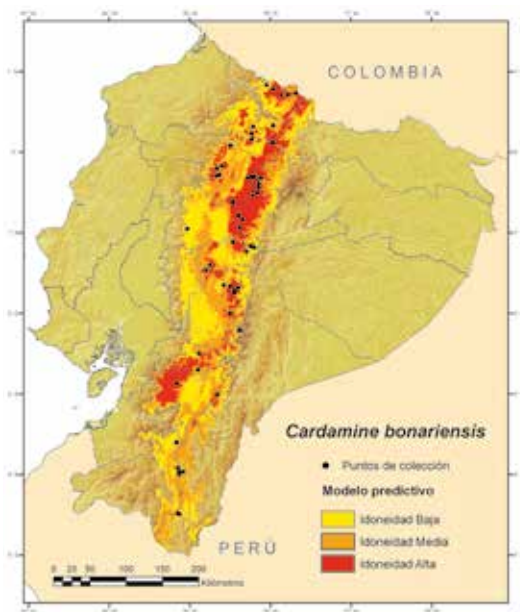 COLOMBIA
Cardamine bonariensis
Puntos de colección
Modelo predictivo
Idoneidad Baja
Idoneidad Media
Idoneidad Alta
PERÚ
0 25 50 100 150 200
Kilómetros